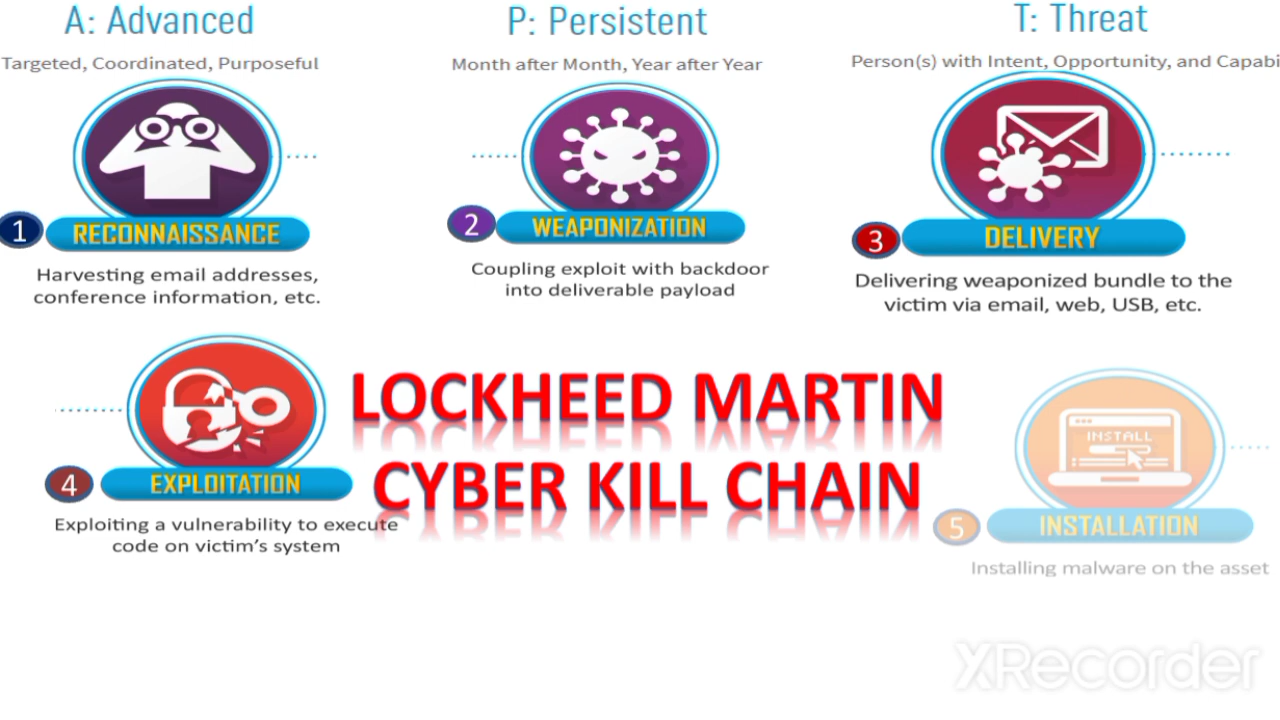 A: Advanced
P: Persistent
T: Threat
Targeted, Coordinated, Purposeful
Month after Month, Year after Year
Person(s) with Intent, Opportunity, and Capabi
1 RECONNAISSANCE
Harvesting email addresses,
conference information, etc.
2 WEAPONIZATION
Coupling exploit with backdoor
into deliverable payload
3 DELIVERY
Delivering weaponized bundle to the
victim via email, web, USB, etc.
4 EXPLOITATION
Exploiting a vulnerability to execute
code on victim's system
LOCKHEED MARTIN
CYBER KILL CHAIN
INSTALL
5 INSTALLATION
Installing malware on the asset
XRecorder